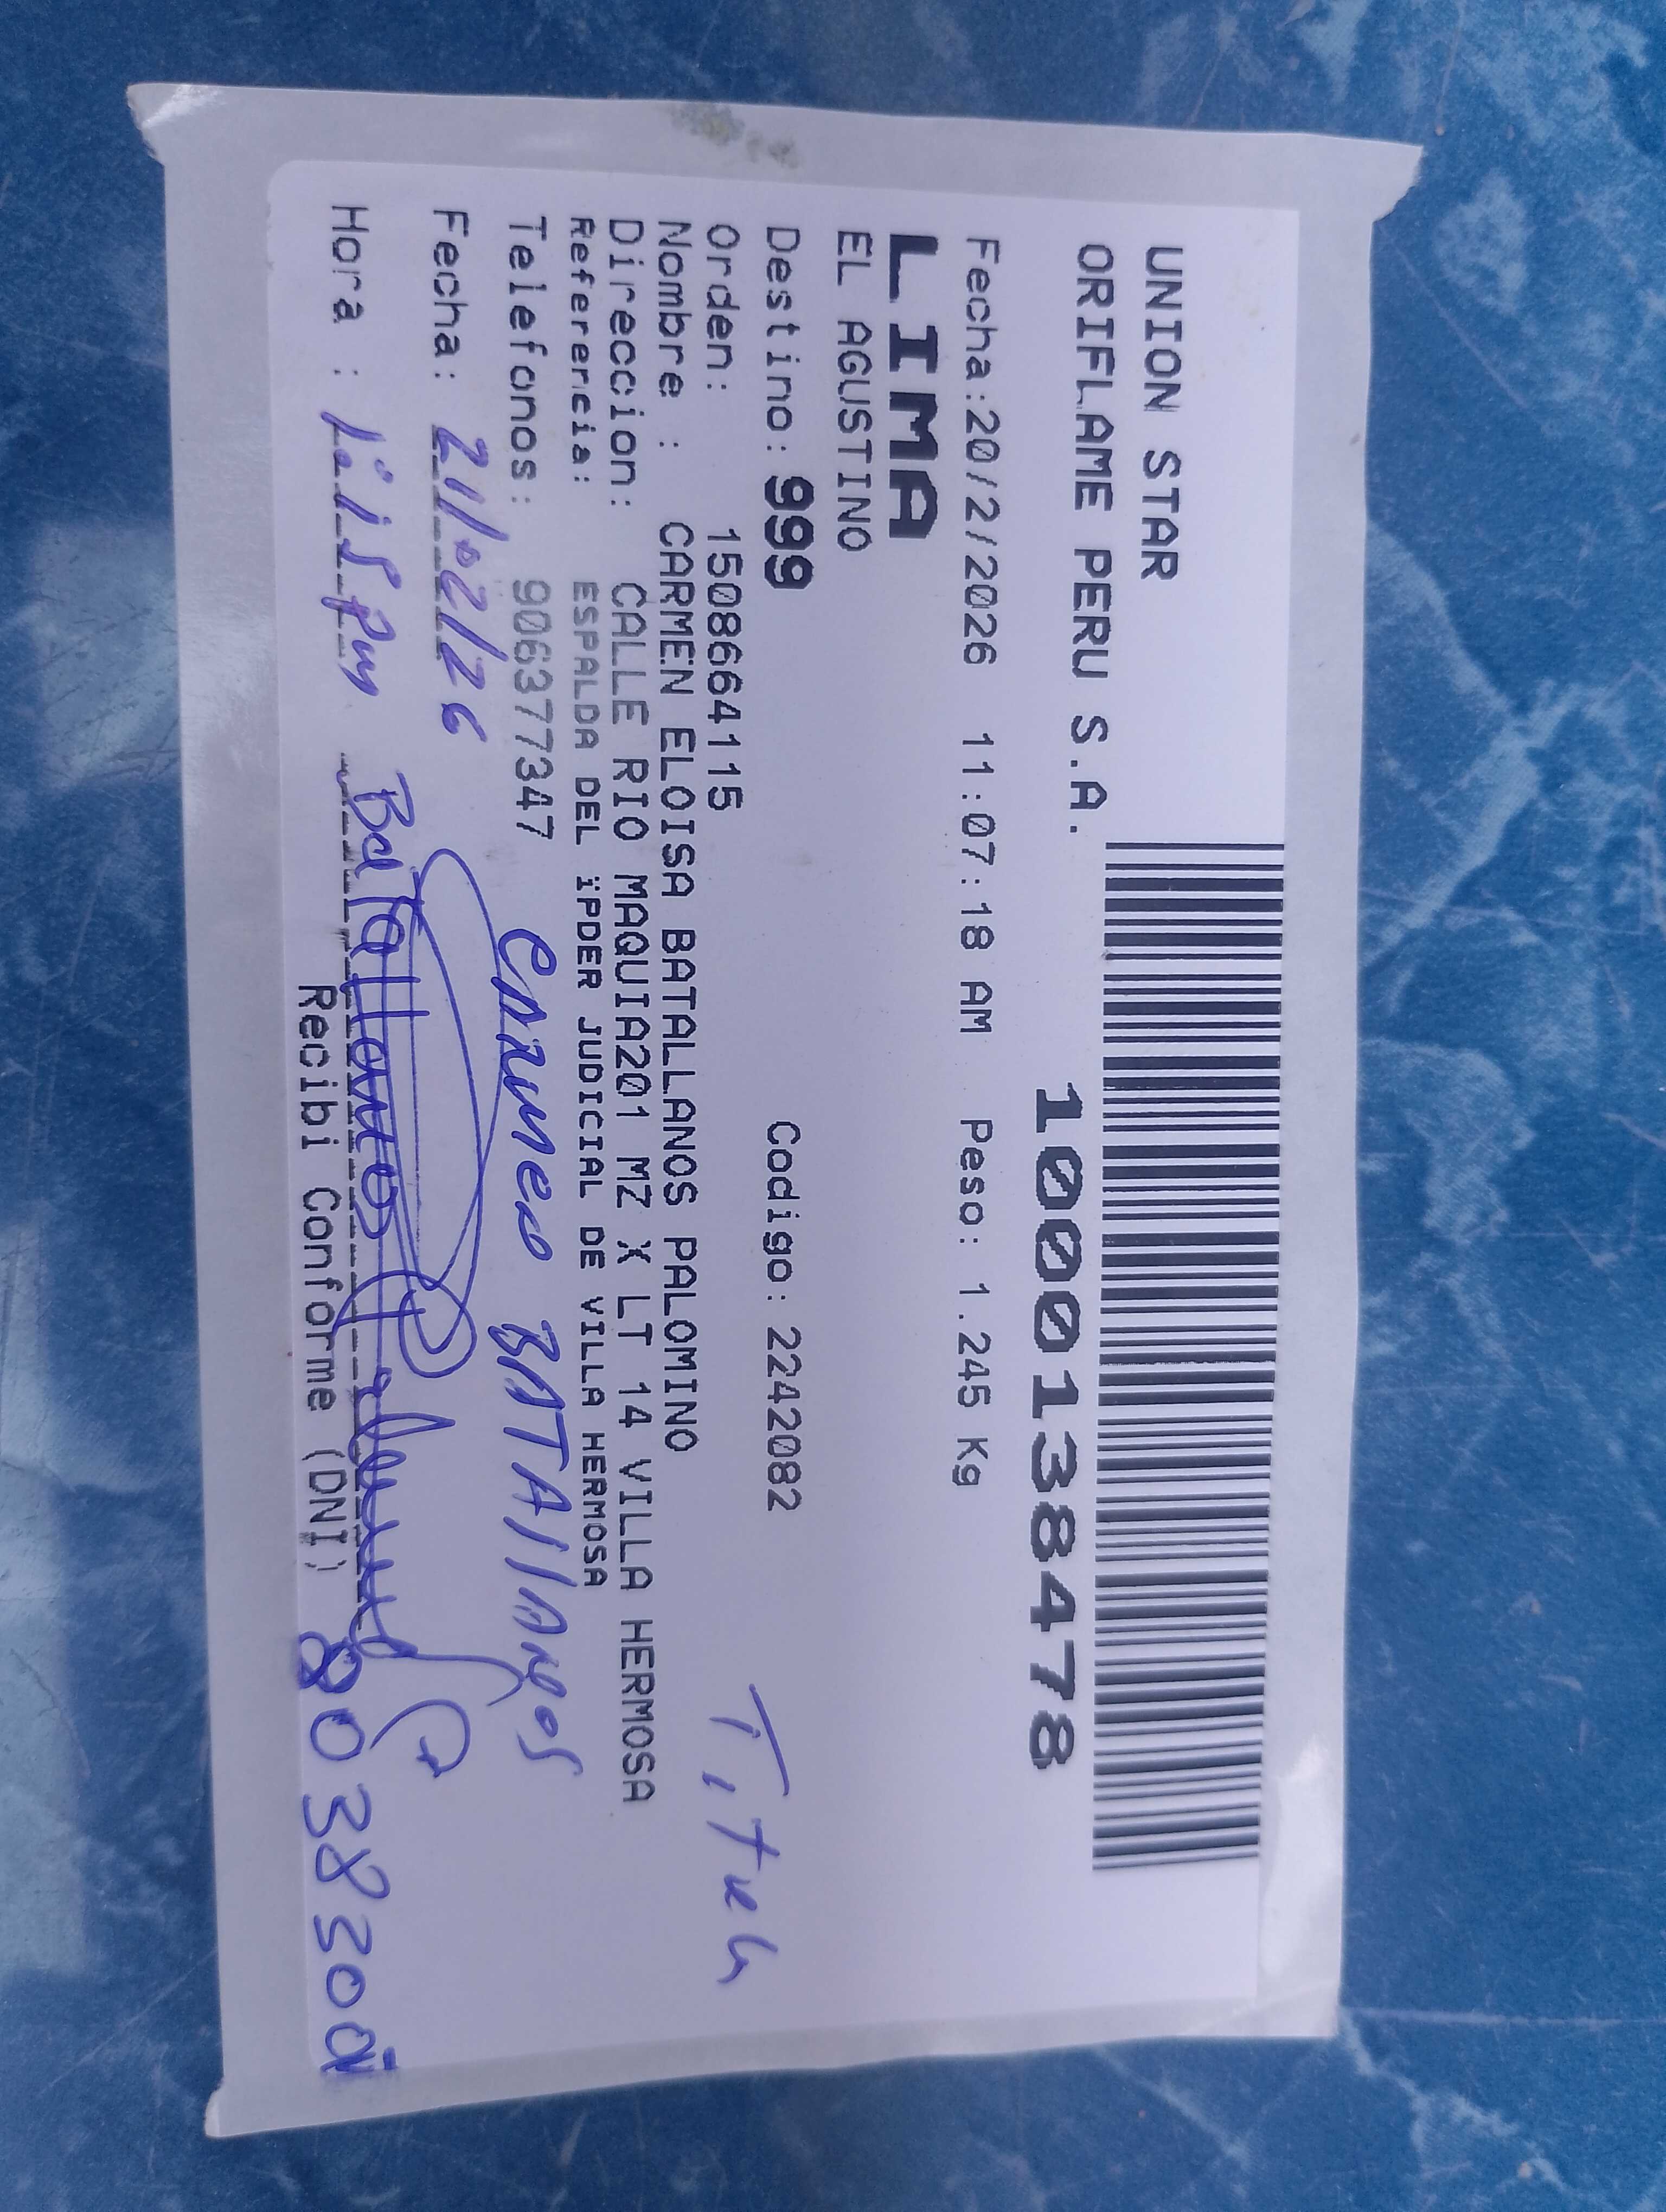 UNION STAR
ORIFLAME PERU S.A.
100013848478
Fecha:20/2/2026 11:07:18 AM Peso: 1.245 Kg
LIMA
EL AGUSTINO
Destino: 999 Codigo: 2242082
Orden: 1508664115
Nombre : CARMEN ELOISA BATALLANOS PALOMINO
Direccion: CALLE RIO MAQUIA201 MZ X LT 14 VILLA HERMOSA
Referencia: ESPALDA DEL ïPDER JUDICIAL DE VILLA HERMOSA
Telefonos: 906377347 Carmen BATAllANOS
Fecha: 21/02/26
Hora : Batallanos
Recibi Conforme (DNI)